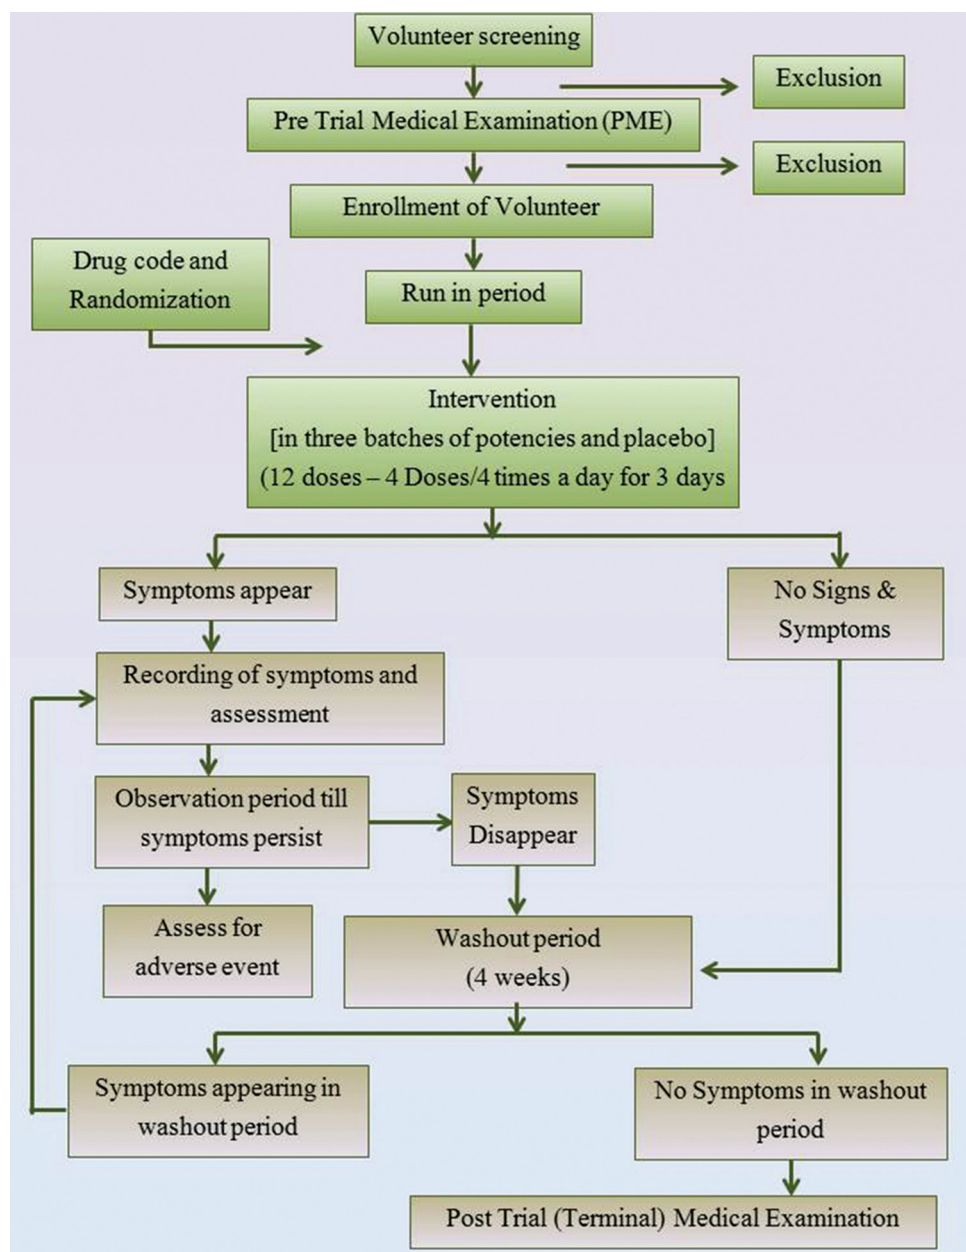 Volunteer screening
Exclusion
Pre Trial Medical Examination (PME)
Exclusion
Enrollment of Volunteer
Drug code and
Randomization
Run in period
Intervention
[in three batches of potencies and placebo]
(12 doses – 4 Doses/4 times a day for 3 days
Symptoms appear
No Signs &
Symptoms
Recording of symptoms and
assessment
Observation period till
symptoms persist
Symptoms
Disappear
Assess for
adverse event
Washout period
(4 weeks)
Symptoms appearing in
washout period
No Symptoms in washout
period
Post Trial (Terminal) Medical Examination